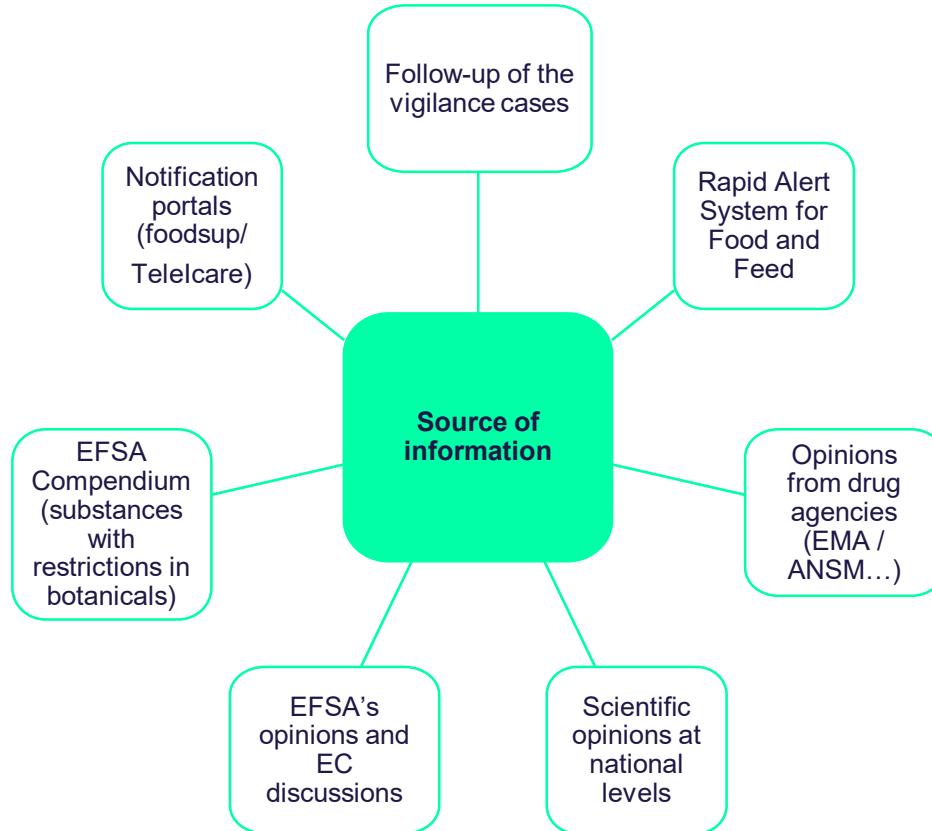 Follow-up of the
vigilance cases
Notification
portals
(foodsup/
TeleIcare)
Rapid Alert
System for
Food and
Feed
Source of
information
EFSA
Compendium
(substances
with
restrictions in
botanicals)
Opinions
from drug
agencies
(EMA /
ANSM…)
EFSA’s
opinions and
EC
discussions
Scientific
opinions at
national
levels